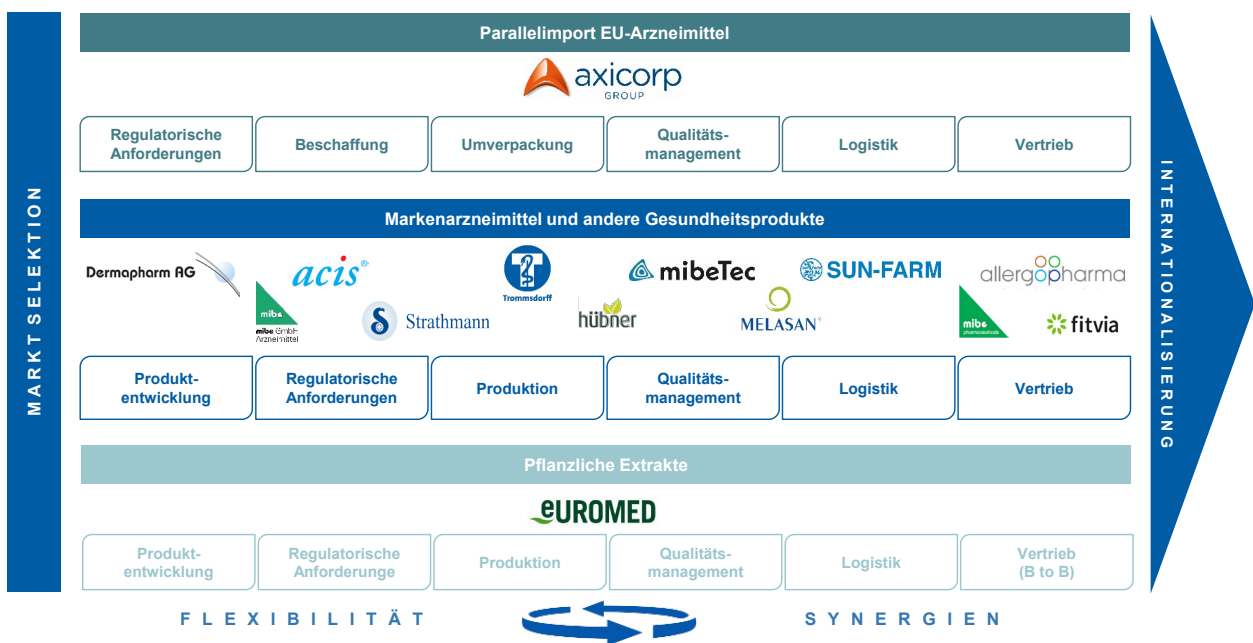 MARKT SELEKTION
Parallelimport EU-Arzneimittel
axicorp
GROUP
Regulatorische
Anforderungen
Beschaffung
Umverpackung
Qualitäts-
management
Logistik
Vertrieb
Markenarzneimittel und andere Gesundheitsprodukte
Dermapharm AG
acis®
Trommsdorff
mibeTec
SUN-FARM
allergopharma
mibe
mibe GmbH
Arzneimittel
Strathmann
hübner
MELASAN®
mibe
pharmaceuticals
fitvia
Produkt-
entwicklung
Regulatorische
Anforderungen
Produktion
Qualitäts-
management
Logistik
Vertrieb
Pflanzliche Extrakte
eUROMED
Produkt-
entwicklung
Regulatorische
Anforderunge
Produktion
Qualitäts-
management
Logistik
Vertrieb
(B to B)
FLEXIBILITÄT
SYNERGIEN
INTERNATIONALISIERUNG